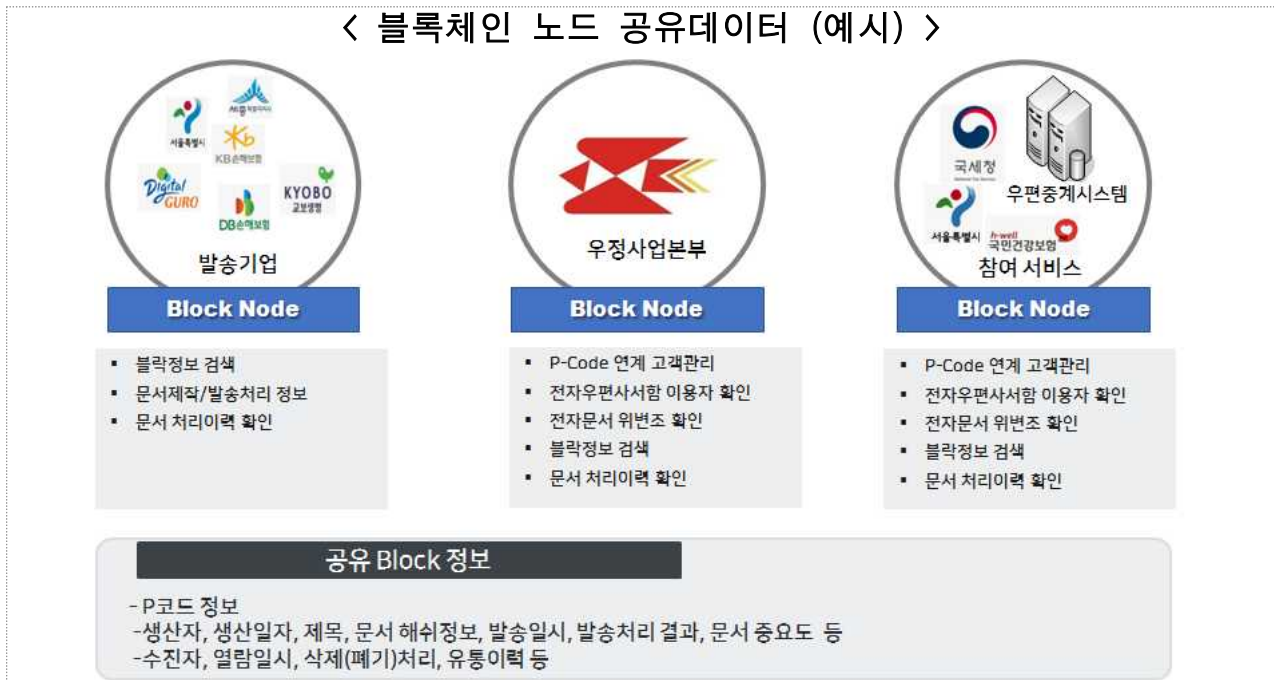 < 블록체인 노드 공유데이터 (예시) >
서울특별시
KB손해보험
Digital GURO
DB손해보험
KYOBO
교보생명
발송기업
Block Node
▪ 블락정보 검색
▪ 문서제작/발송처리 정보
▪ 문서 처리이력 확인
우정사업본부
Block Node
▪ P-Code 연계 고객관리
▪ 전자우편사서함 이용자 확인
▪ 전자문서 위변조 확인
▪ 블락정보 검색
▪ 문서 처리이력 확인
국세청
우편중계시스템
서울특별시
h-well
국민건강보험
참여 서비스
Block Node
▪ P-Code 연계 고객관리
▪ 전자우편사서함 이용자 확인
▪ 전자문서 위변조 확인
▪ 블락정보 검색
▪ 문서 처리이력 확인
공유 Block 정보
- P코드 정보
-생산자, 생산일자, 제목, 문서 해쉬정보, 발송일시, 발송처리 결과, 문서 중요도 등
-수진자, 열람일시, 삭제(폐기)처리, 유통이력 등